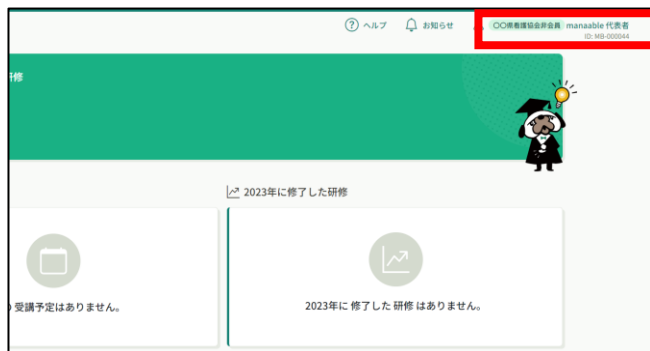 ヘルプ
お知らせ
〇〇県看護協会非会員 manaable 代表者
ID: MB-000044
研修
2023年に修了した研修
受講予定はありません。
2023年に 修了した 研修 はありません。